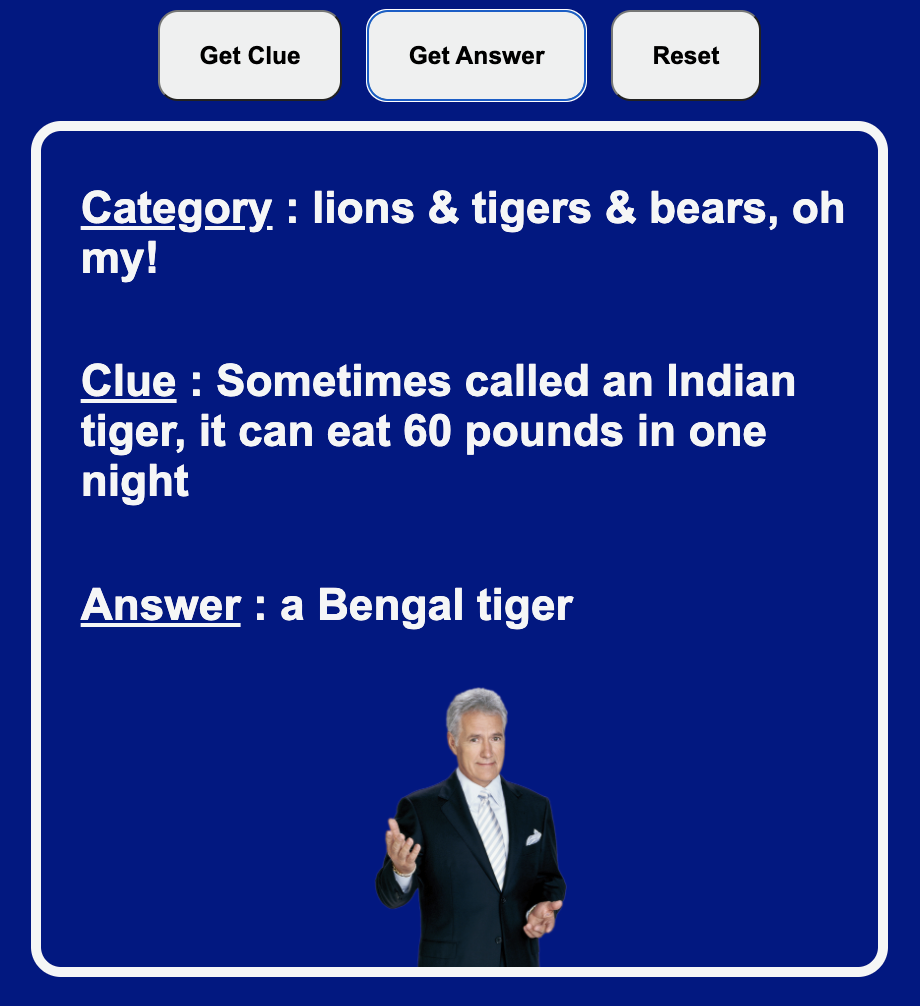 Get Clue Get Answer Reset
Category : lions & tigers & bears, oh
my!
Clue : Sometimes called an Indian
tiger, it can eat 60 pounds in one
night
Answer : a Bengal tiger